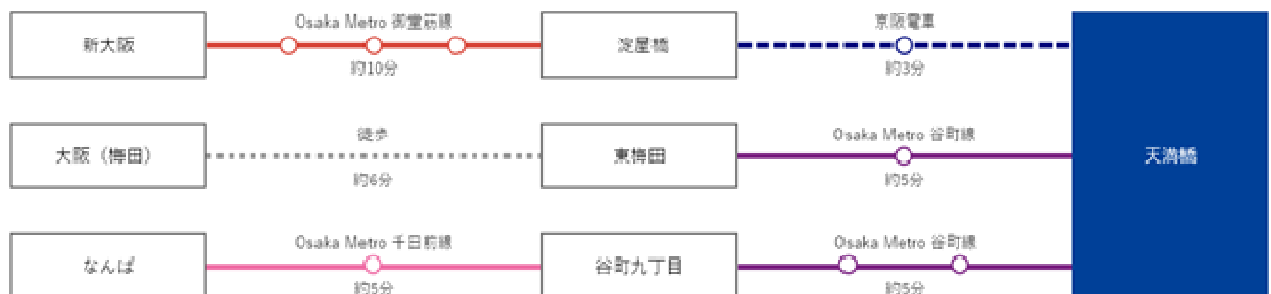 Osaka Metro 御堂筋線 京阪電車
新大阪 淀屋橋
約10分 約3分
徒歩 Osaka Metro 谷町線
大阪（梅田） 東梅田 天満橋
約6分 約5分
Osaka Metro 千日前線 Osaka Metro 谷町線
なんば 谷町九丁目
約5分 約5分